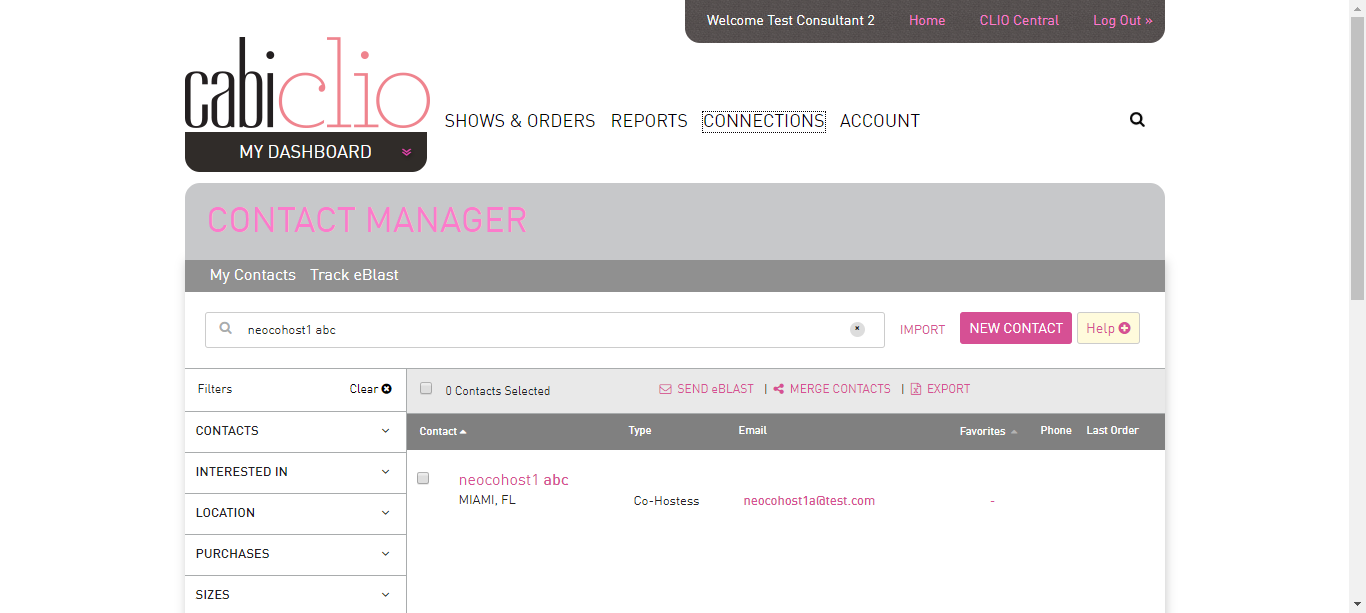 Welcome Test Consultant 2 Home CLIO Central Log Out »
cabiclio
SHOWS & ORDERS REPORTS CONNECTIONS ACCOUNT
MY DASHBOARD
CONTACT MANAGER
My Contacts Track eBlast
neocohost1 abc
IMPORT NEW CONTACT Help
Filters Clear
0 Contacts Selected SEND eBLAST | MERGE CONTACTS | EXPORT
CONTACTS
INTERESTED IN
LOCATION
PURCHASES
SIZES
Contact Type Email Favorites Phone Last Order
neocohost1 abc
MIAMI, FL Co-Hostess neocohost1a@test.com -